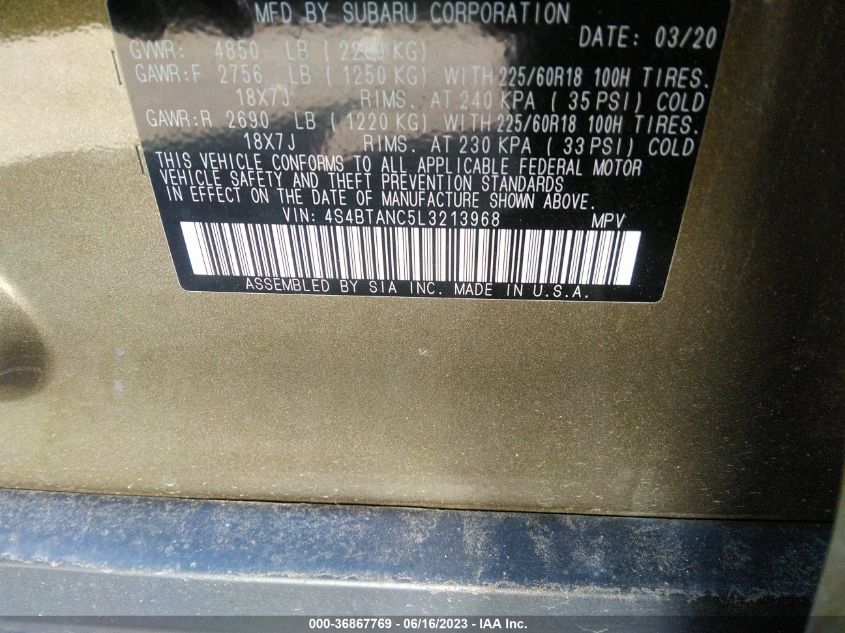 MFD BY SUBARU CORPORATION
DATE: 03/20
GVWR: 4850 LB (2200 KG)
GAWR:F 2756 LB (1250 KG) WITH 225/60R18 100H TIRES.
18X7J RIMS. AT 240 KPA (35 PSI) COLD
GAWR:R 2690 LB (1220 KG) WITH 225/60R18 100H TIRES.
18X7J RIMS. AT 230 KPA (33 PSI) COLD
THIS VEHICLE CONFORMS TO ALL APPLICABLE FEDERAL MOTOR
VEHICLE SAFETY AND THEFT PREVENTION STANDARDS
IN EFFECT ON THE DATE OF MANUFACTURE SHOWN ABOVE.
VIN: 4S4BTANC5L3213968 MPV
ASSEMBLED BY SIA INC. MADE IN U.S.A.
000-36867769 - 06/16/2023 - IAA Inc.